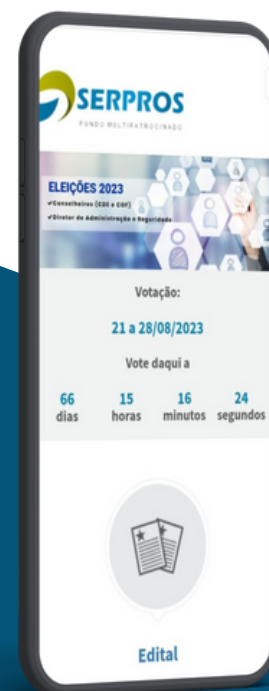 SERPROS
FUNDO MULTIPATROCINADO
ELEIÇÕES 2023
✔Conselheiros (CDE e COF)
✔Diretor de Administração e Seguridade
Votação:
21 a 28/08/2023
Vote daqui a
66 15 16 24
dias horas minutos segundos
Edital